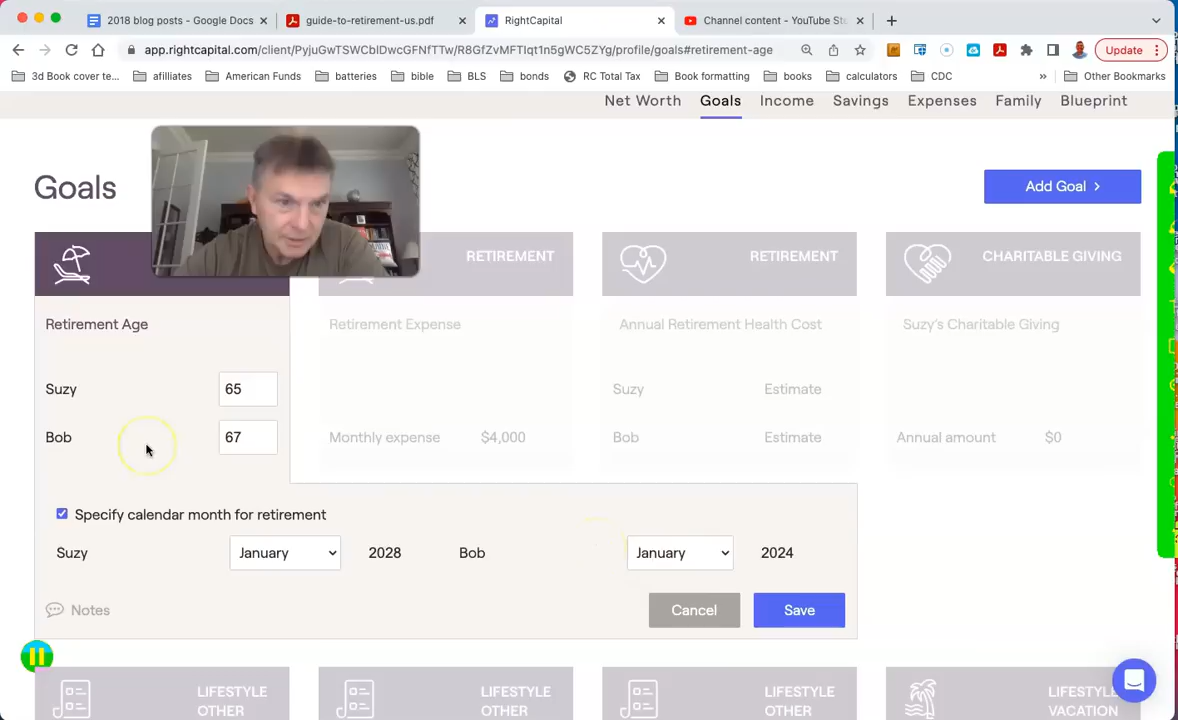 2018 blog posts - Google Docs
guide-to-retirement-us.pdf
RightCapital
Channel content - YouTube Stu
app.rightcapital.com/client/PyjuGwTSWCbIDwcGFNfTTw/R8GfZvMFTIqt1n5gWC5ZYg/profile/goals#retirement-age
Update
3d Book cover te...
afiliates
American Funds
batteries
bible
BLS
bonds
RC Total Tax
Book formatting
books
calculators
CDC
»
Other Bookmarks
Net Worth
Goals
Income
Savings
Expenses
Family
Blueprint
Goals
Add Goal >
RETIREMENT
RETIREMENT
CHARITABLE GIVING
Retirement Age
Retirement Expense
Annual Retirement Health Cost
Suzy's Charitable Giving
Suzy 65
Suzy Estimate
Bob 67
Monthly expense $4,000
Bob Estimate
Annual amount $0
Specify calendar month for retirement
Suzy January 2028 Bob January 2024
Notes
Cancel
Save
LIFESTYLE
OTHER
LIFESTYLE
OTHER
LIFESTYLE
OTHER
LIFESTYLE
VACATION